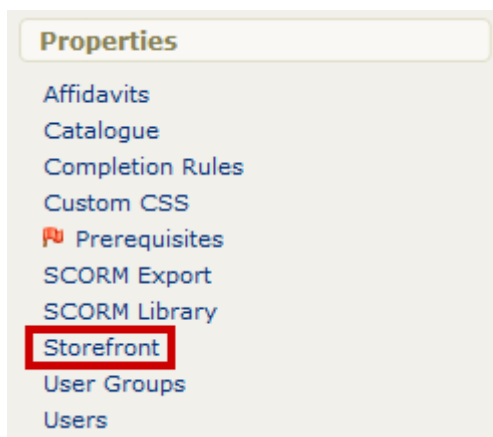 Properties
Affidavits
Catalogue
Completion Rules
Custom CSS
Prerequisites
SCORM Export
SCORM Library
Storefront
User Groups
Users